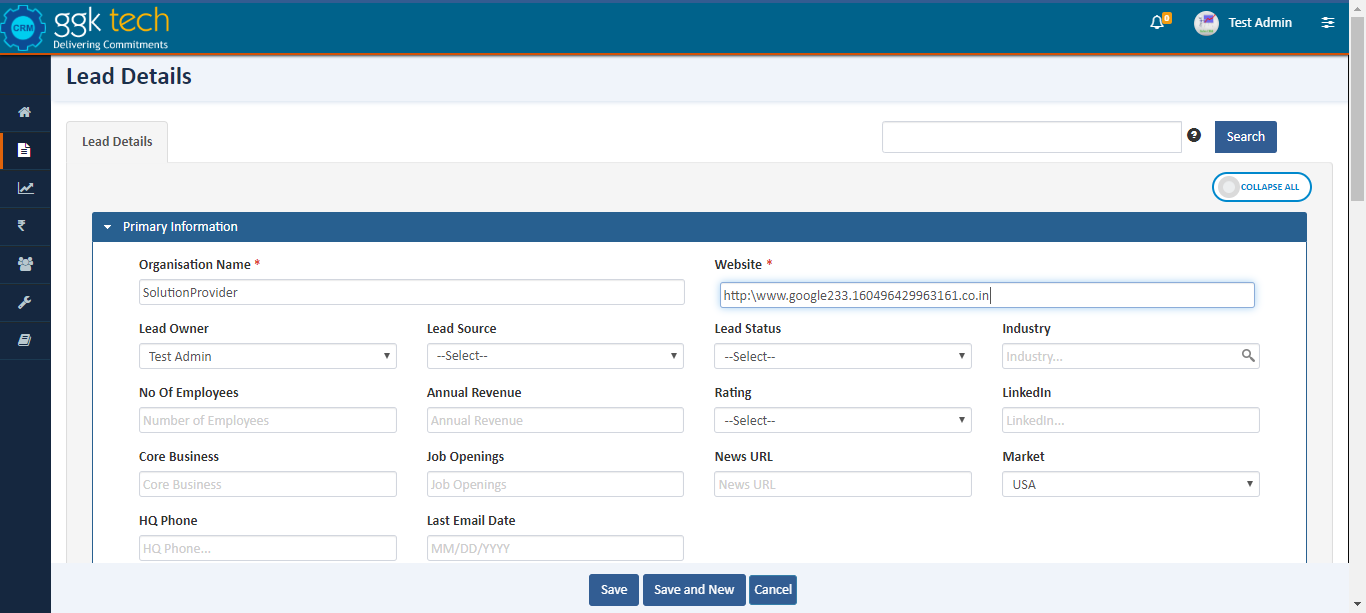 CRM
ggk tech
Delivering Commitments
0
Test Admin
Lead Details
Lead Details
?
Search
COLLAPSE ALL
Primary Information
Organisation Name *
Website *
SolutionProvider
http:\www.google233.160496429963161.co.in
Lead Owner
Lead Source
Lead Status
Industry
Test Admin
--Select--
--Select--
Industry...
No Of Employees
Annual Revenue
Rating
LinkedIn
Number of Employees
Annual Revenue
--Select--
LinkedIn...
Core Business
Job Openings
News URL
Market
Core Business
Job Openings
News URL
USA
HQ Phone
Last Email Date
HQ Phone...
MM/DD/YYYY
Save
Save and New
Cancel